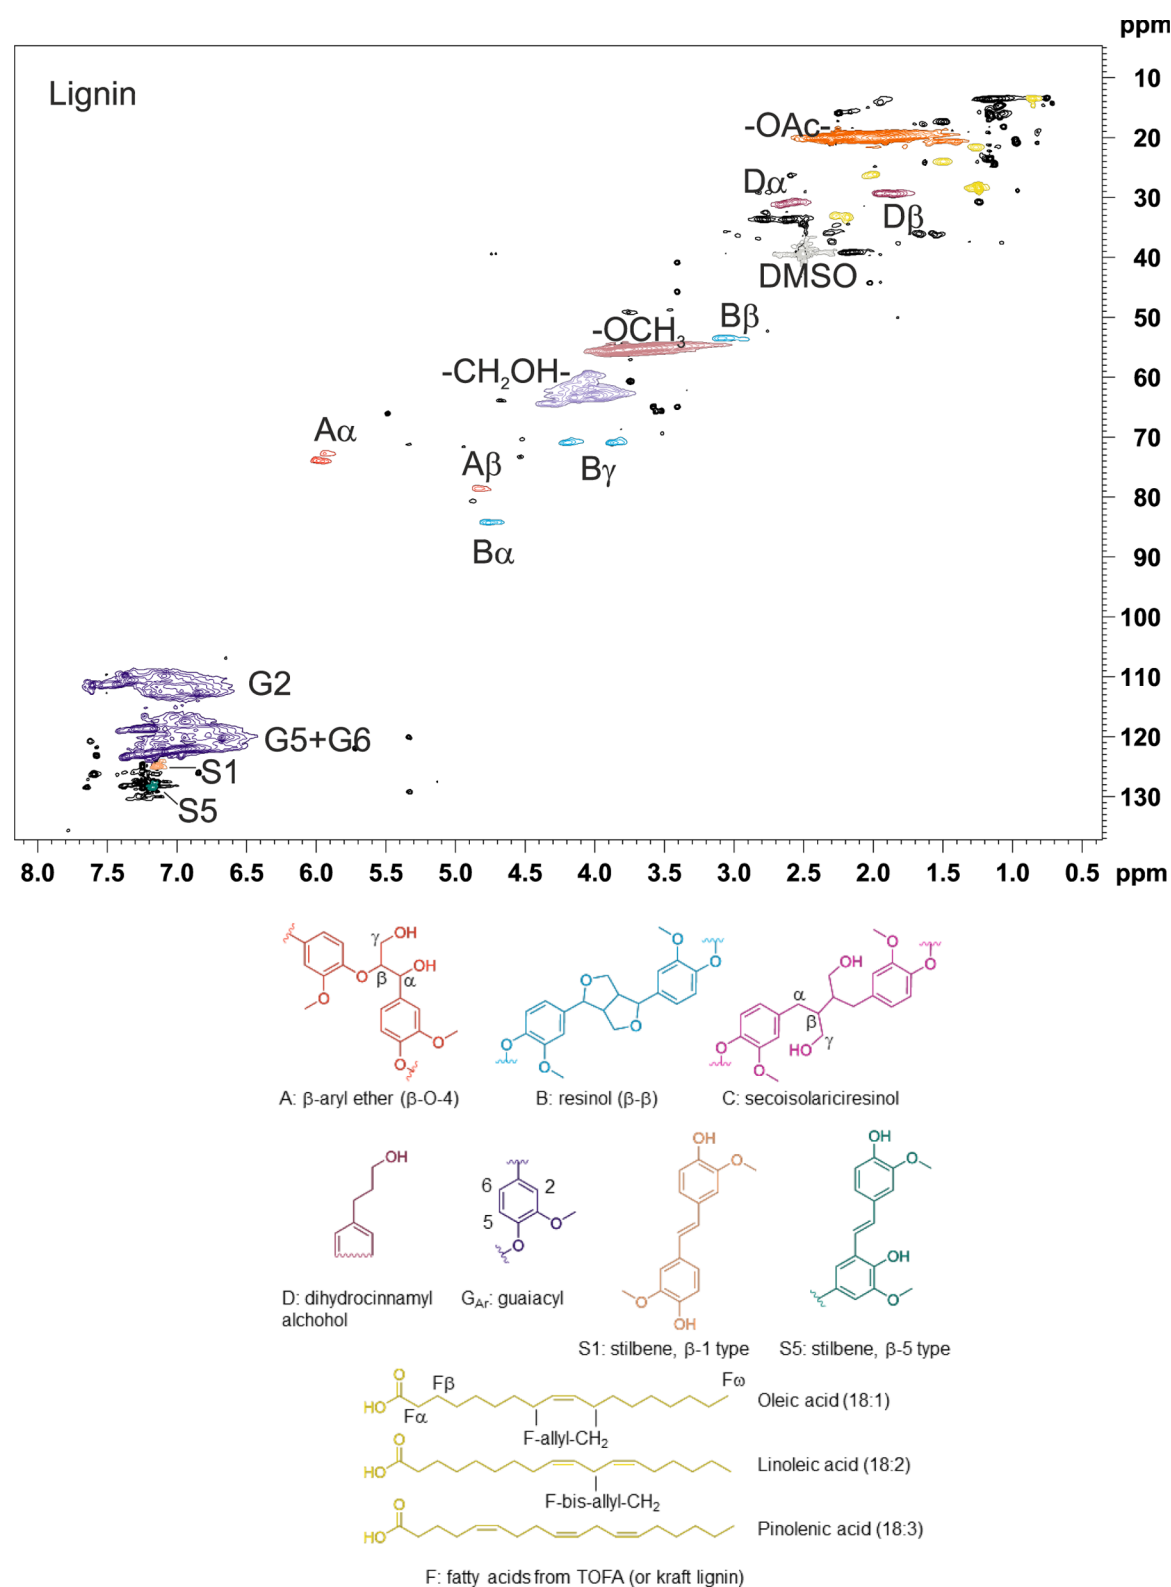 ppm
Lignin
10
20
30
40
50
60
70
80
90
100
110
120
130
-OAc-
Dα
Dβ
DMSO
Bβ
-OCH₃
-CH₂OH-
Aα
Aβ
Bγ
Bα
G2
G5+G6
S1
S5
8.0 7.5 7.0 6.5 6.0 5.5 5.0 4.5 4.0 3.5 3.0 2.5 2.0 1.5 1.0 0.5 ppm
γ OH
OH
β α
O
O
O
O
A: β-aryl ether (β-O-4)
O
O
O
O
O
O
B: resinol (β-β)
O
O
OH
α
β
HO γ
O
O
C: secoisolariciresinol
OH
D: dihydrocinnamyl
alchohol
6 2
5
O
O
G_Ar: guaiacyl
OH
O
O
OH
S1: stilbene, β-1 type
OH
O
OH
O
S5: stilbene, β-5 type
O
HO
Fβ
Fα
F-allyl-CH₂
Fω
Oleic acid (18:1)
O
HO
F-bis-allyl-CH₂
Linoleic acid (18:2)
O
HO
Pinolenic acid (18:3)
F: fatty acids from TOFA (or kraft lignin)